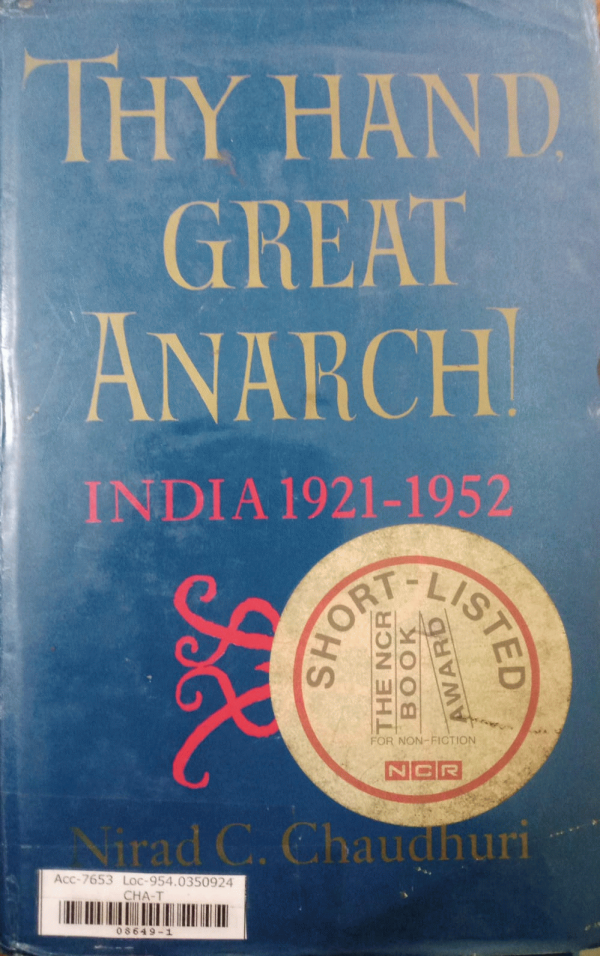 THY HAND,
GREAT
ANARCH!
INDIA 1921-1952
SHORT-LISTED
THE NCR
BOOK
AWARD
FOR NON-FICTION
NCR
Nirad C. Chaudhuri
Acc-7653 Loc-954.0350924
CHA-T
08649-1